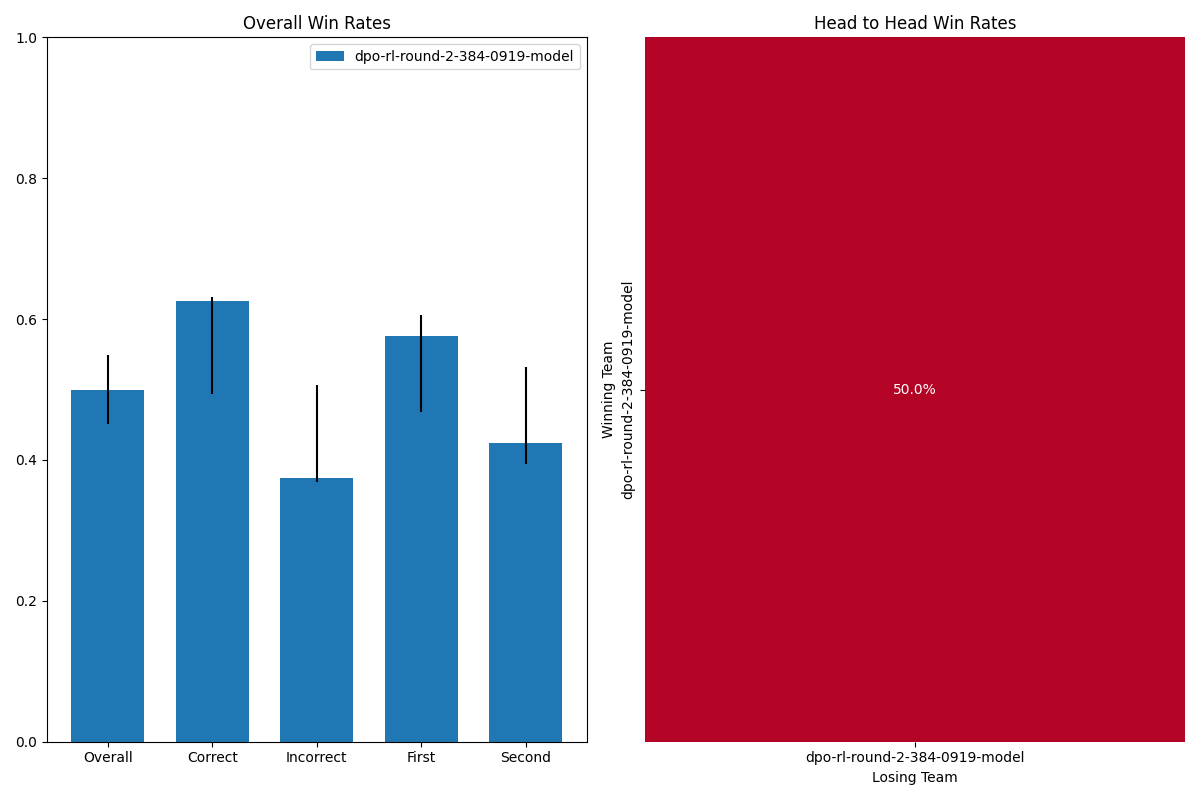 Overall Win Rates
1.0
0.8
0.6
0.4
0.2
0.0
dpo-rl-round-2-384-0919-model
Overall
Correct
Incorrect
First
Second
Head to Head Win Rates
Winning Team
dpo-rl-round-2-384-0919-model
50.0%
dpo-rl-round-2-384-0919-model
Losing Team